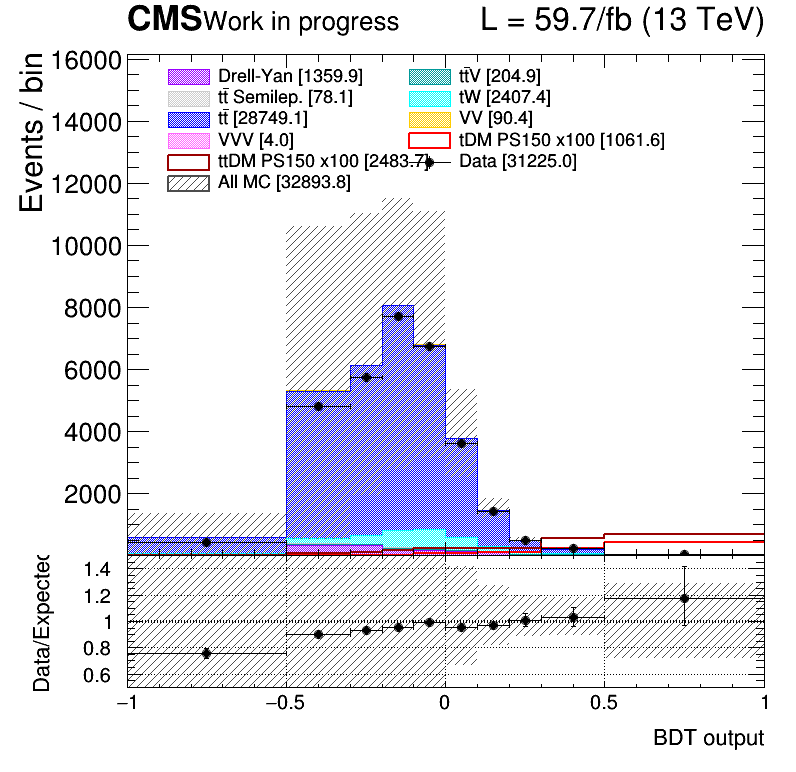 CMS Work in progress L = 59.7/fb (13 TeV)
Events / bin
16000
14000
12000
10000
8000
6000
4000
2000
Drell-Yan [1359.9] tt̄V [204.9]
tt̄ Semilep. [78.1] tW [2407.4]
tt̄ [28749.1] VV [90.4]
VVV [4.0] tDM PS150 x100 [1061.6]
ttDM PS150 x100 [2483.7] Data [31225.0]
All MC [32893.8]
Data/Expected
1.4
1.2
1
0.8
0.6
−1 −0.5 0 0.5 1
BDT output